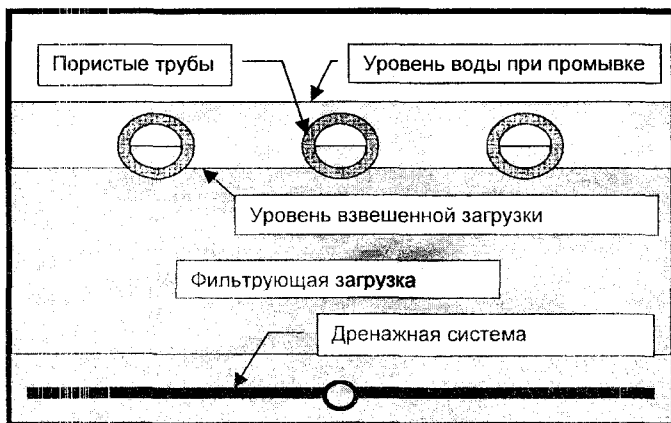 Пористые трубы
Уровень воды при промывке
Уровень взвешенной загрузки
Фильтрующая загрузка
Дренажная система